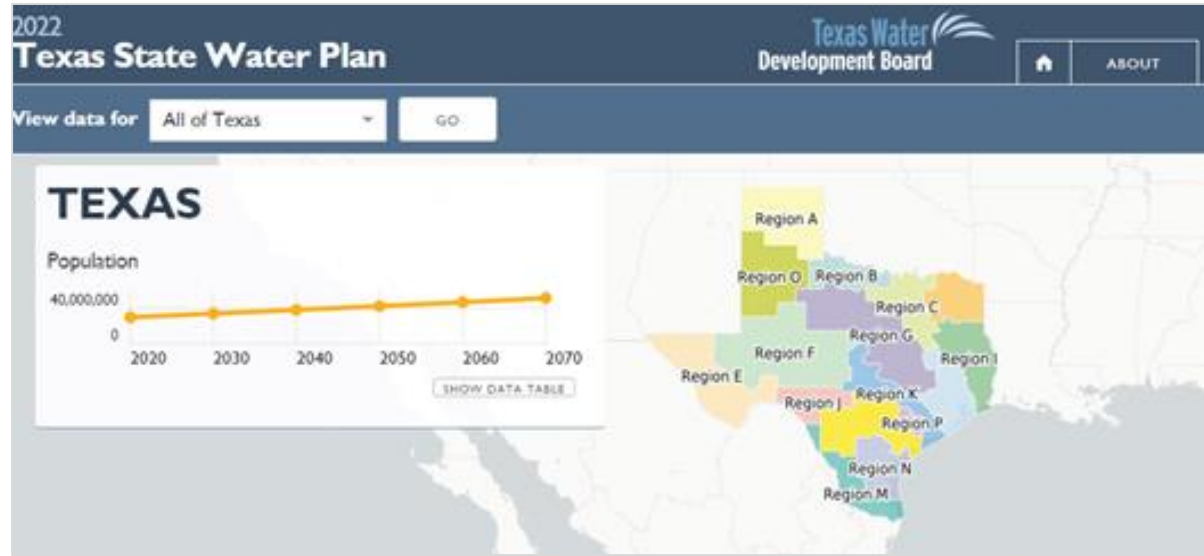 2022
Texas State Water Plan
Texas Water
Development Board
ABOUT
View data for
All of Texas
GO
TEXAS
Population
40,000,000
0
2020 2030 2040 2050 2060 2070
SHOW DATA TABLE
Region A
Region O Region B
Region C
Region G
Region F
Region I
Region E
Region K
Region J
Region P
Region N
Region M